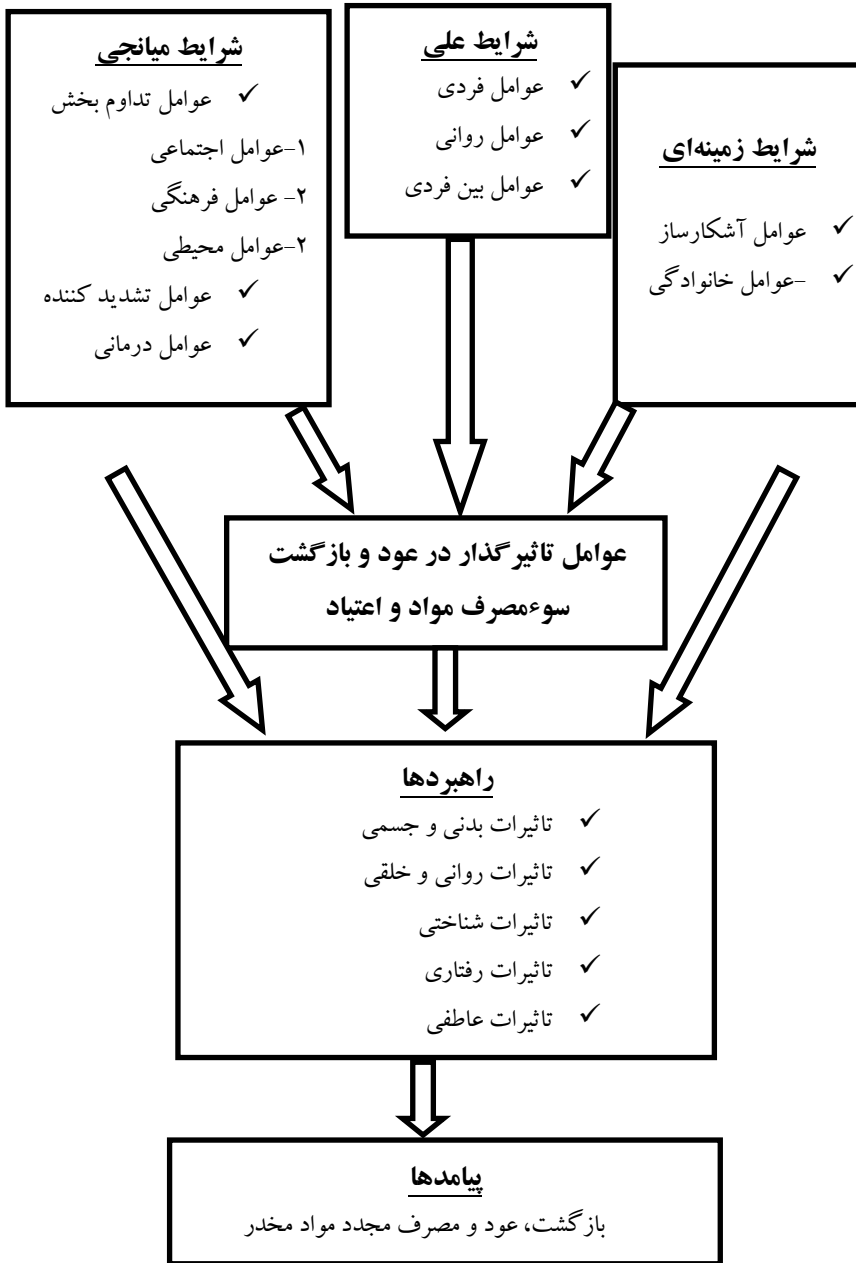 شرایط میانجی
✓ عوامل تداوم بخش
۱-عوامل اجتماعی
۲- عوامل فرهنگی
۲-عوامل محیطی
✓ عوامل تشدید کننده
✓ عوامل درمانی
شرایط علی
✓ عوامل فردی
✓ عوامل روانی
✓ عوامل بین فردی
شرایط زمینه‌ای
✓ عوامل آشکارساز
✓ -عوامل خانوادگی
عوامل تاثیرگذار در عود و بازگشت
سوءمصرف مواد و اعتیاد
راهبردها
✓ تاثیرات بدنی و جسمی
✓ تاثیرات روانی و خلقی
✓ تاثیرات شناختی
✓ تاثیرات رفتاری
✓ تاثیرات عاطفی
پیامدها
بازگشت، عود و مصرف مجدد مواد مخدر